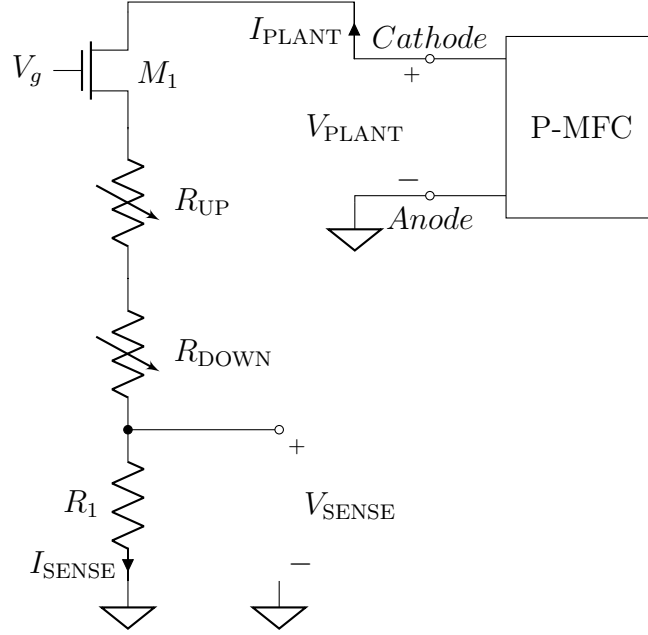 I_PLANT
Cathode
V_g
M_1
+
P-MFC
V_PLANT
R_UP
−
Anode
R_DOWN
+
R_1
V_SENSE
I_SENSE
−